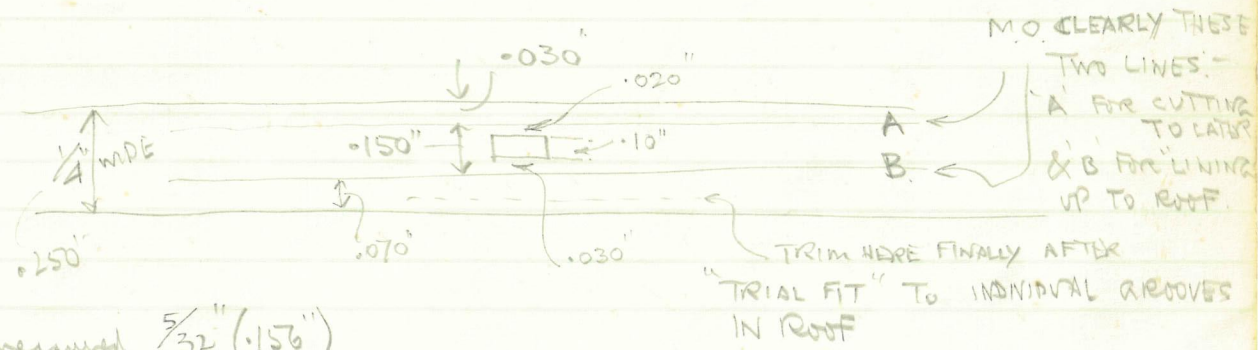 M.O. CLEARLY THESE
TWO LINES:-
'A' FOR CUTTING
TO LATER
& 'B' FOR "LINING
UP TO ROOF.
.030"
.020"
1/4" WIDE
.150"
.10"
A
B.
.250"
.070"
.030"
TRIM HERE FINALLY AFTER
"TRIAL FIT" TO INDIVIDUAL GROOVES
IN ROOF
5/32" (.156")